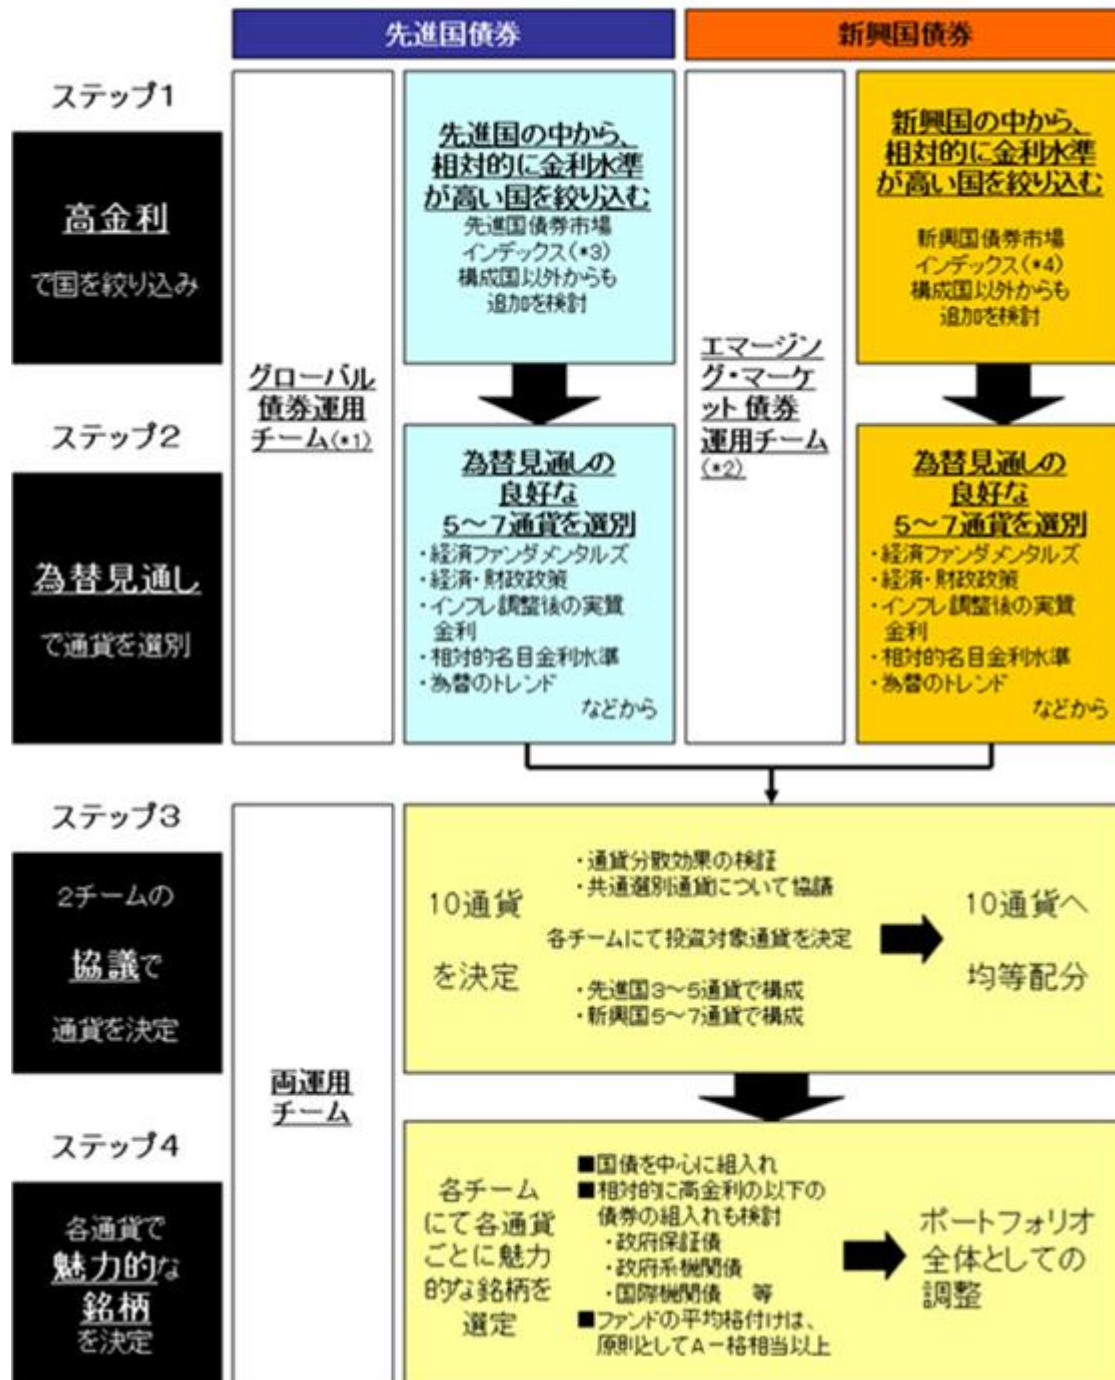 先進国債券
新興国債券
ステップ1
高金利
で国を絞り込み
グローバル
債券運用
チーム(*1)
先進国の中から、
相対的に金利水準
が高い国を絞り込む
先進国債券市場
インデックス(*3)
構成国以外からも
追加を検討
エマージン
グ・マーケ
ット債券
運用チーム
(*2)
新興国の中から、
相対的に金利水準
が高い国を絞り込む
新興国債券市場
インデックス(*4)
構成国以外からも
追加を検討
ステップ2
為替見通し
で通貨を選別
為替見通しの
良好な
5～7通貨を選別
・経済ファンダメンタルズ
・経済・財政政策
・インフレ調整後の実質
金利
・相対的名目金利水準
・為替のトレンド
などから
為替見通しの
良好な
5～7通貨を選別
・経済ファンダメンタルズ
・経済・財政政策
・インフレ調整後の実質
金利
・相対的名目金利水準
・為替のトレンド
などから
ステップ3
2チームの
協議で
通貨を決定
両運用
チーム
10通貨
を決定
・通貨分散効果の検証
・共通選別通貨について協議
各チームにて投資対象通貨を決定
・先進国3～5通貨で構成
・新興国5～7通貨で構成
10通貨へ
均等配分
ステップ4
各通貨で
魅力的な
銘柄
を決定
各チーム
にて各通貨
ごとに魅力
的な銘柄を
選定
■国債を中心に組入れ
■相対的に高金利の以下の
債券の組入れも検討
・政府保証債
・政府系機関債
・国際機関債　等
■ファンドの平均格付けは、
原則としてA－格相当以上
ポートフォリオ
全体としての
調整